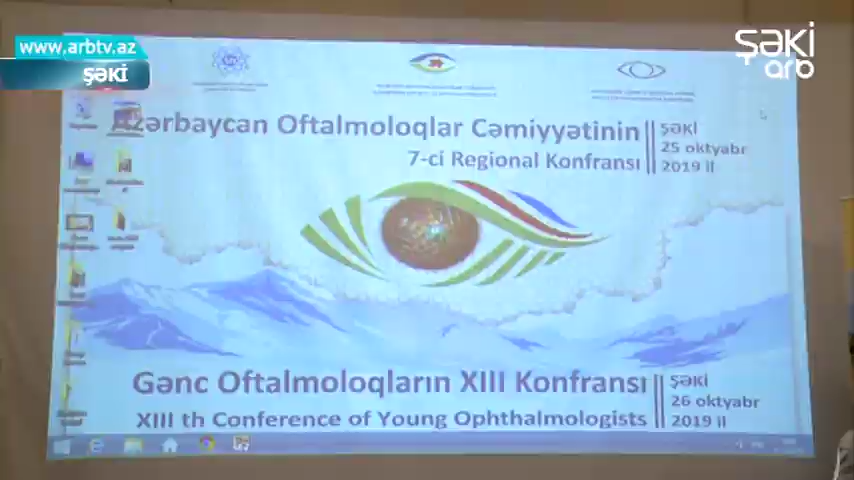 www.arbtv.az
ŞƏKİ
şəki
arb
Azərbaycan Oftalmoloqlar Cəmiyyətinin
7-ci Regional Konfransı
ŞƏKİ
25 oktyabr
2019 il
Gənc Oftalmoloqların XIII Konfransı
XIII th Conference of Young Ophthalmologists
ŞƏKİ
26 oktyabr
2019 il